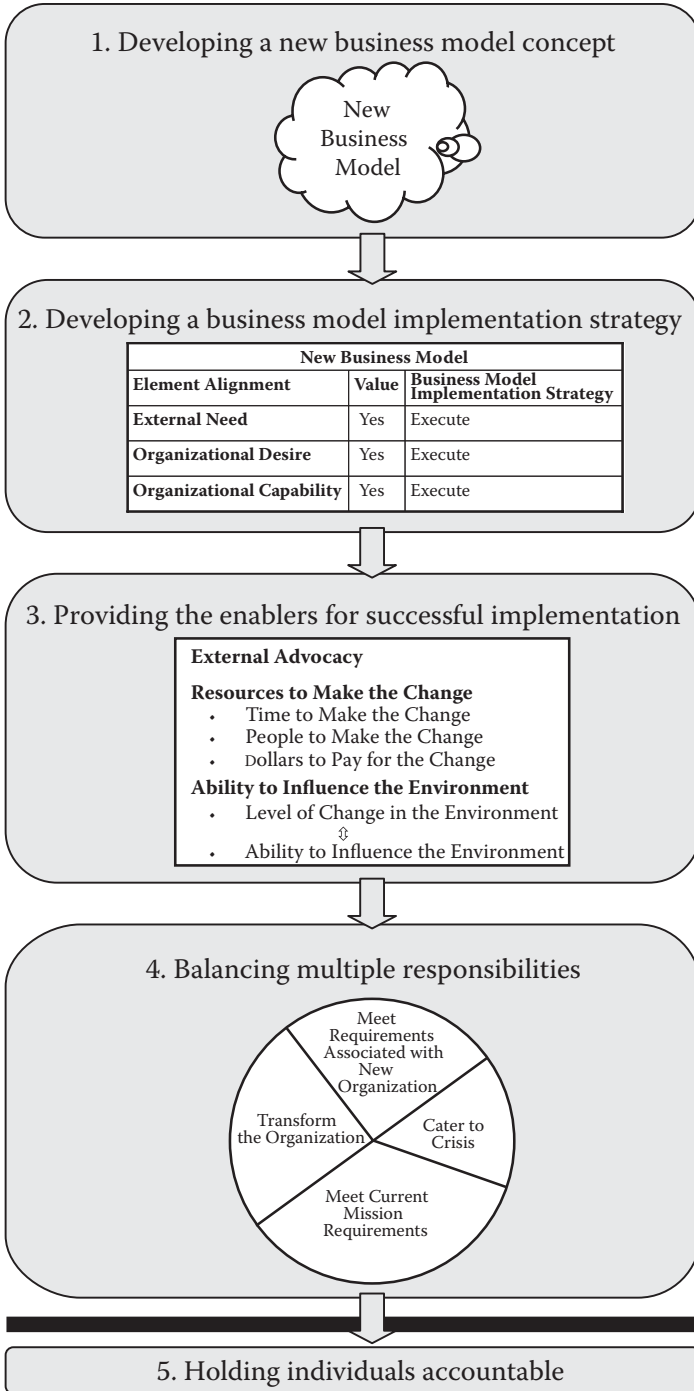 1. Developing a new business model concept
New
Business
Model
2. Developing a business model implementation strategy
New Business Model
Element Alignment Value Business Model
Implementation Strategy
External Need Yes Execute
Organizational Desire Yes Execute
Organizational Capability Yes Execute
3. Providing the enablers for successful implementation
External Advocacy
Resources to Make the Change
• Time to Make the Change
• People to Make the Change
• Dollars to Pay for the Change
Ability to Influence the Environment
• Level of Change in the Environment
⇕
• Ability to Influence the Environment
4. Balancing multiple responsibilities
Meet
Requirements
Associated with
New
Organization
Transform
the Organization
Cater to
Crisis
Meet Current
Mission
Requirements
5. Holding individuals accountable